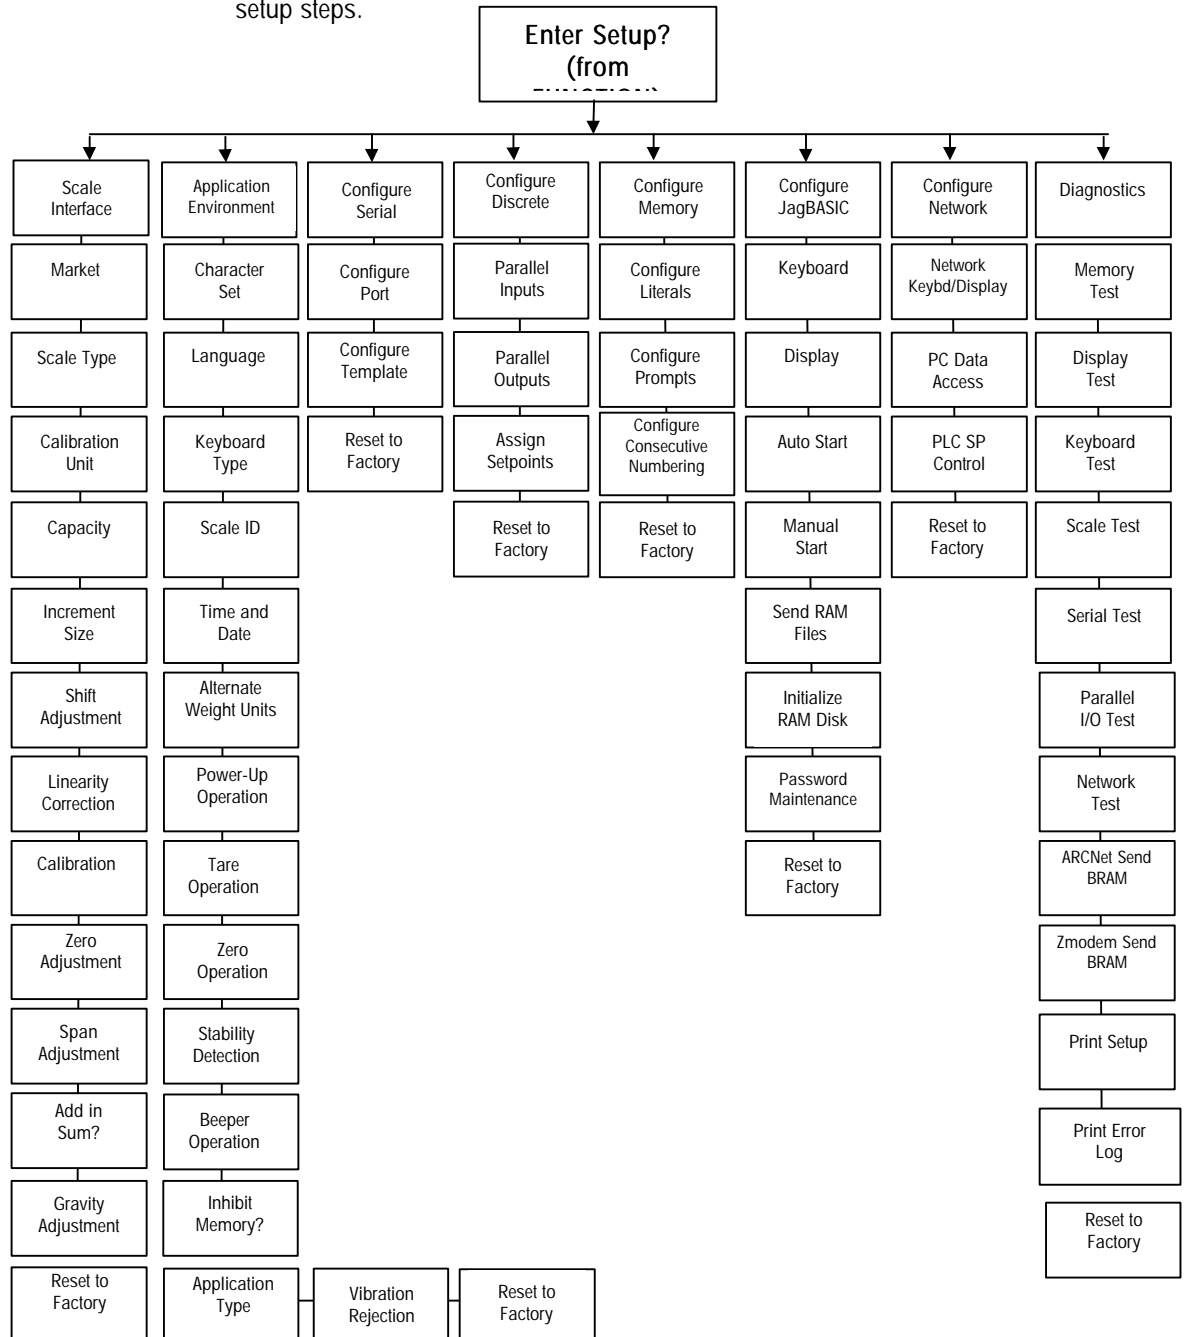 setup steps.
Enter Setup?
(from
FUNCTION)
Scale
Interface
Market
Scale Type
Calibration
Unit
Capacity
Increment
Size
Shift
Adjustment
Linearity
Correction
Calibration
Zero
Adjustment
Span
Adjustment
Add in
Sum?
Gravity
Adjustment
Reset to
Factory
Application
Environment
Character
Set
Language
Keyboard
Type
Scale ID
Time and
Date
Alternate
Weight Units
Power-Up
Operation
Tare
Operation
Zero
Operation
Stability
Detection
Beeper
Operation
Inhibit
Memory?
Application
Type
Vibration
Rejection
Reset to
Factory
Configure
Serial
Configure
Port
Configure
Template
Reset to
Factory
Configure
Discrete
Parallel
Inputs
Parallel
Outputs
Assign
Setpoints
Reset to
Factory
Configure
Memory
Configure
Literals
Configure
Prompts
Configure
Consecutive
Numbering
Reset to
Factory
Configure
JagBASIC
Keyboard
Display
Auto Start
Manual
Start
Send RAM
Files
Initialize
RAM Disk
Password
Maintenance
Reset to
Factory
Configure
Network
Network
Keybd/Display
PC Data
Access
PLC SP
Control
Reset to
Factory
Diagnostics
Memory
Test
Display
Test
Keyboard
Test
Scale Test
Serial Test
Parallel
I/O Test
Network
Test
ARCNet Send
BRAM
Zmodem Send
BRAM
Print Setup
Print Error
Log
Reset to
Factory